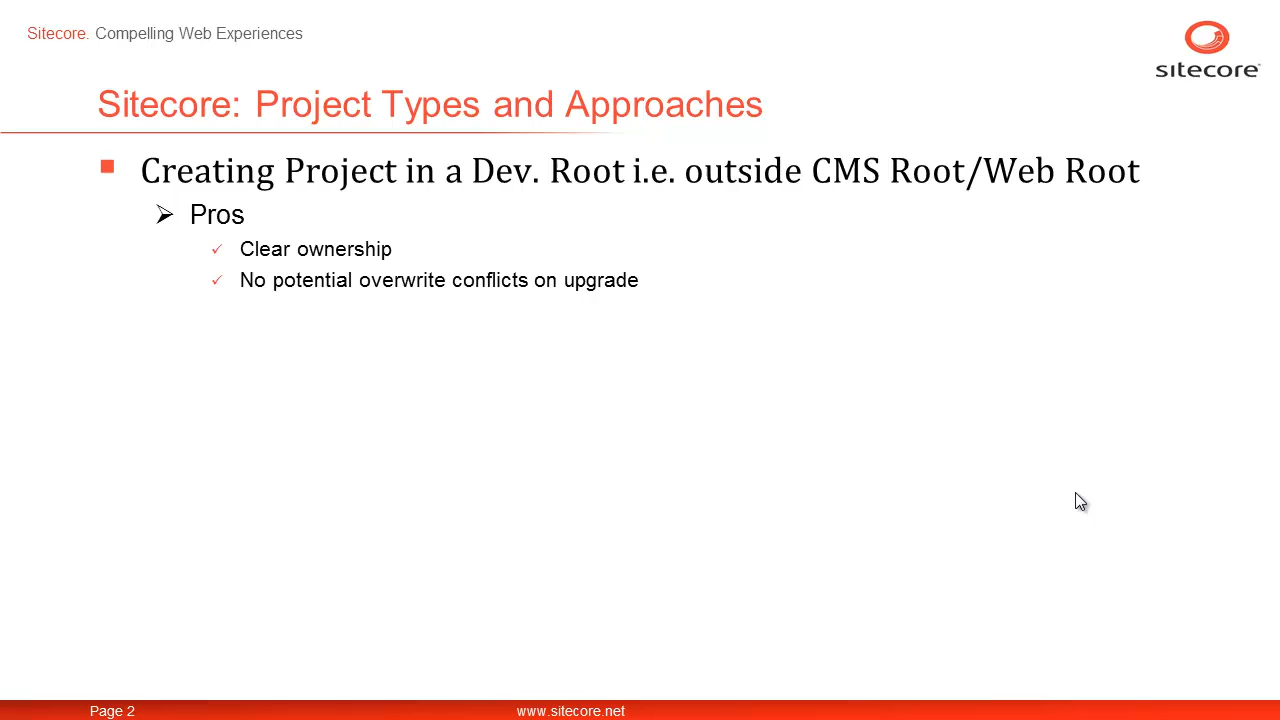 Sitecore. Compelling Web Experiences
sitecore
Sitecore: Project Types and Approaches
Creating Project in a Dev. Root i.e. outside CMS Root/Web Root
Pros
Clear ownership
No potential overwrite conflicts on upgrade
Page 2
www.sitecore.net